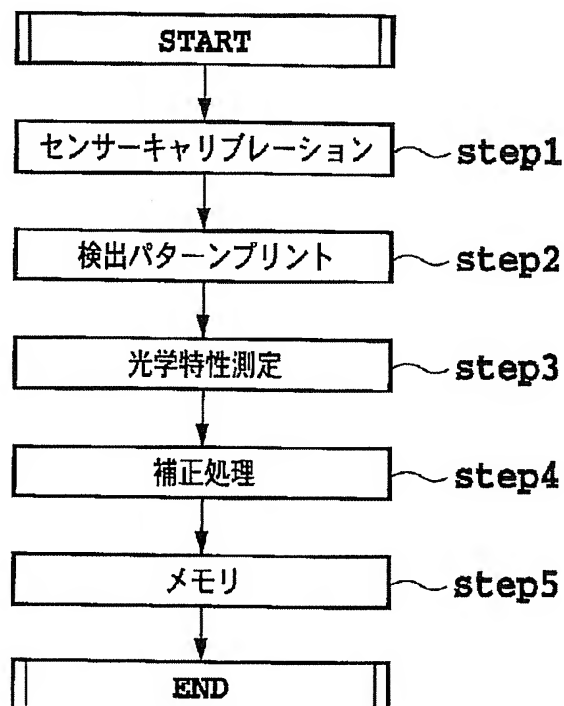 START
センサーキャリブレーション step1
検出パターンプリント step2
光学特性測定 step3
補正処理 step4
メモリ step5
END